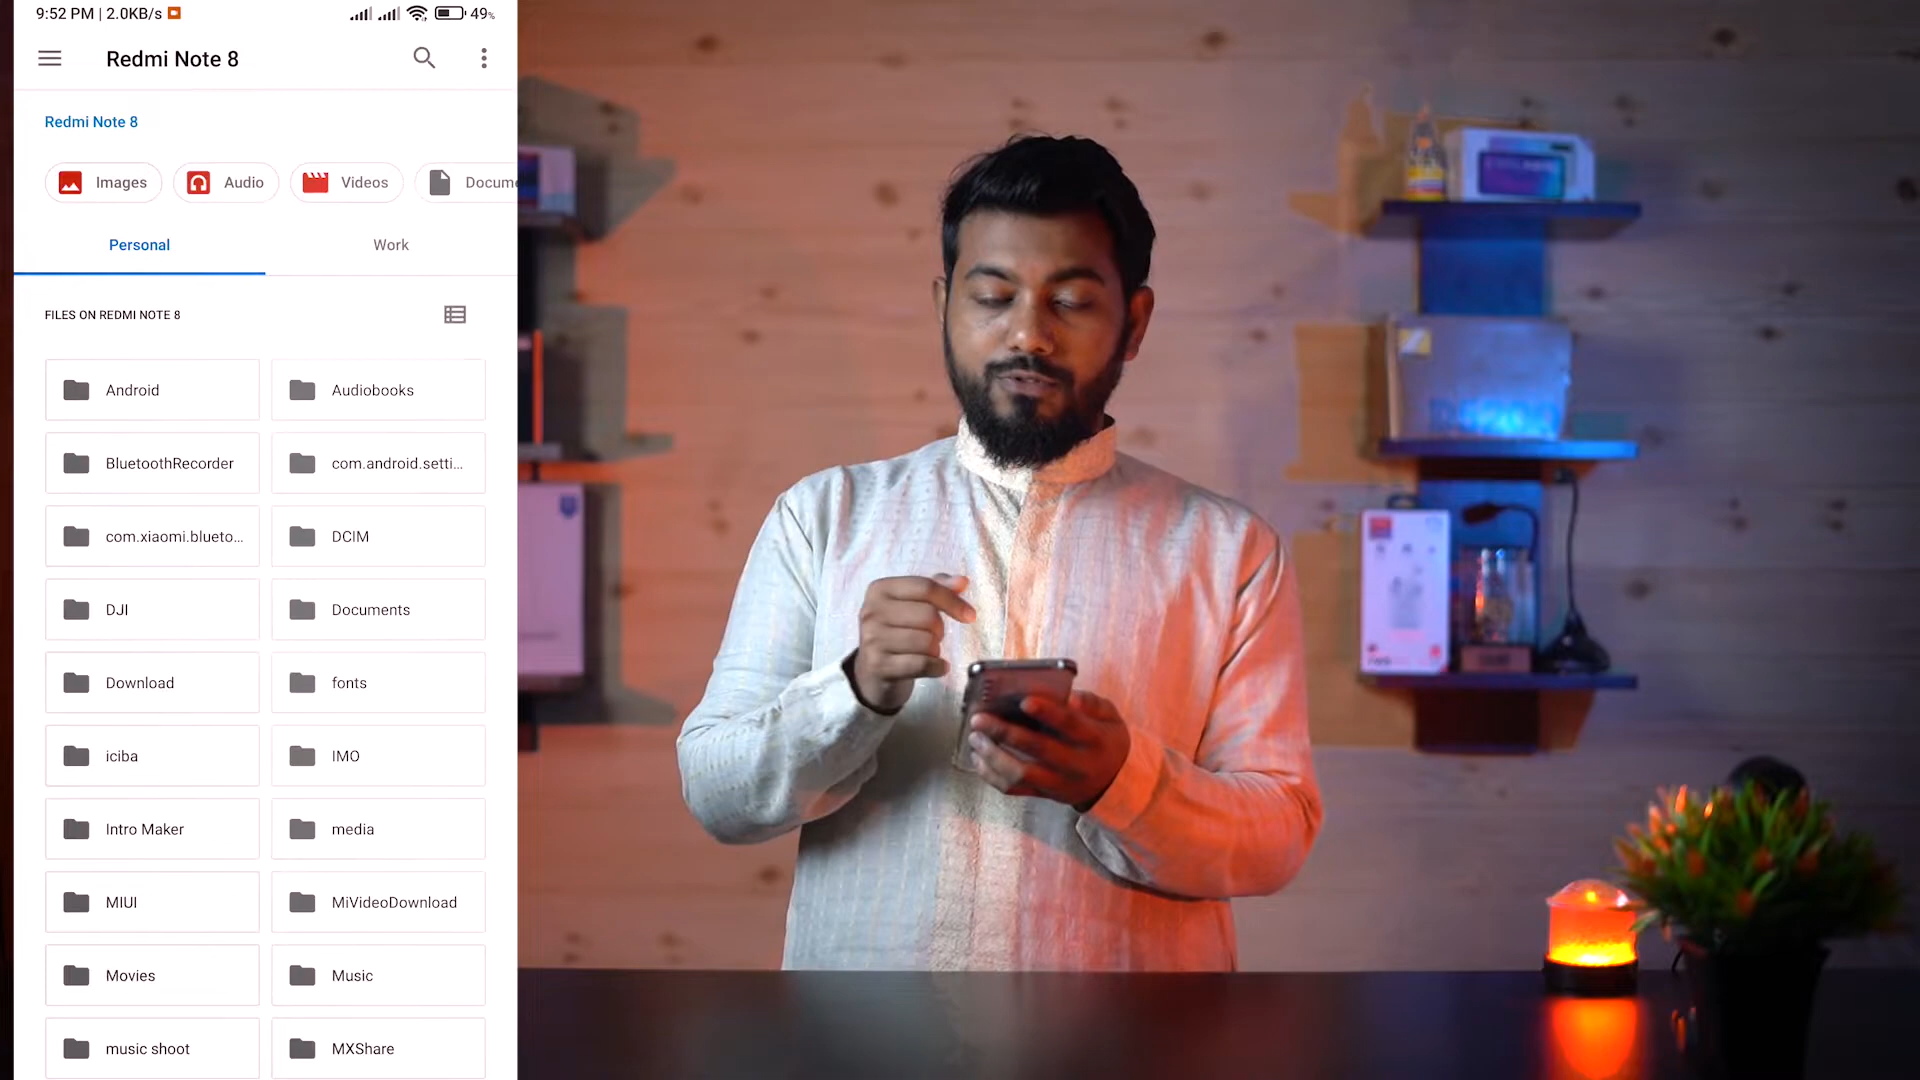 9:52 PM | 2.0KB/s 49%
Redmi Note 8
Redmi Note 8
Images Audio Videos Docume
Personal Work
FILES ON REDMI NOTE 8
Android Audiobooks
BluetoothRecorder com.android.setti...
com.xiaomi.blueto... DCIM
DJI Documents
Download fonts
iciba IMO
Intro Maker media
MIUI MiVideoDownload
Movies Music
music shoot MXShare